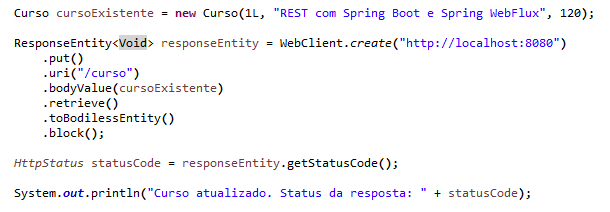 Curso cursoExistente = new Curso(1L, "REST com Spring Boot e Spring WebFlux", 120);
ResponseEntity<Void> responseEntity = WebClient.create("http://localhost:8080")
.put()
.uri("/curso")
.bodyValue(cursoExistente)
.retrieve()
.toBodilessEntity()
.block();
HttpStatus statusCode = responseEntity.getStatusCode();
System.out.println("Curso atualizado. Status da resposta: " + statusCode);